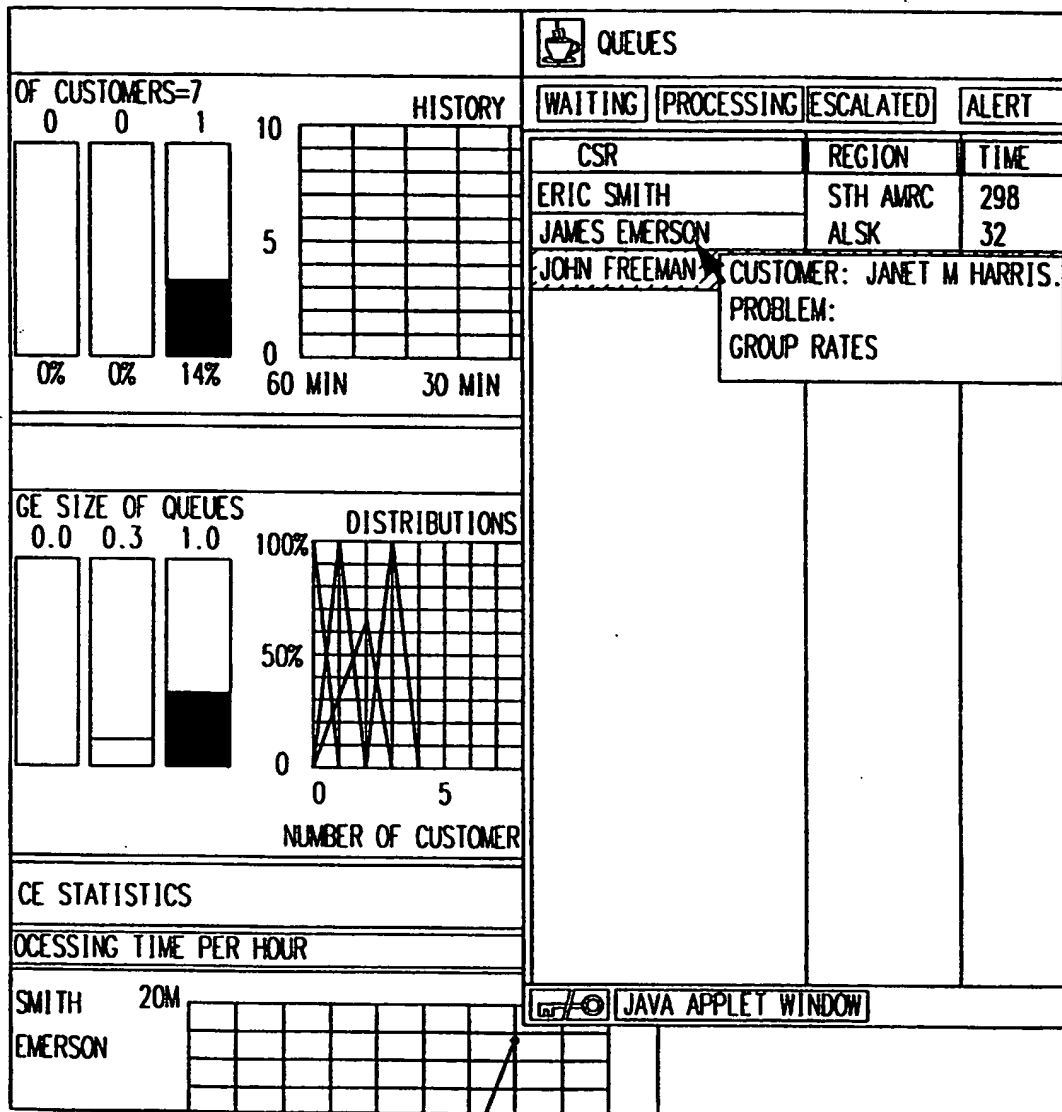 OF CUSTOMERS=7
0 0 1
HISTORY
10
5
0
0% 0% 14%
60 MIN 30 MIN
GE SIZE OF QUEUES
0.0 0.3 1.0
DISTRIBUTIONS
100%
50%
0
0 5
NUMBER OF CUSTOMER
CE STATISTICS
OCESSING TIME PER HOUR
SMITH 20M
EMERSON
QUEUES
WAITING PROCESSING ESCALATED ALERT
CSR REGION TIME
ERIC SMITH STH AMRC 298
JAMES EMERSON ALSK 32
JOHN FREEMAN
CUSTOMER: JANET M HARRIS.
PROBLEM:
GROUP RATES
JAVA APPLET WINDOW